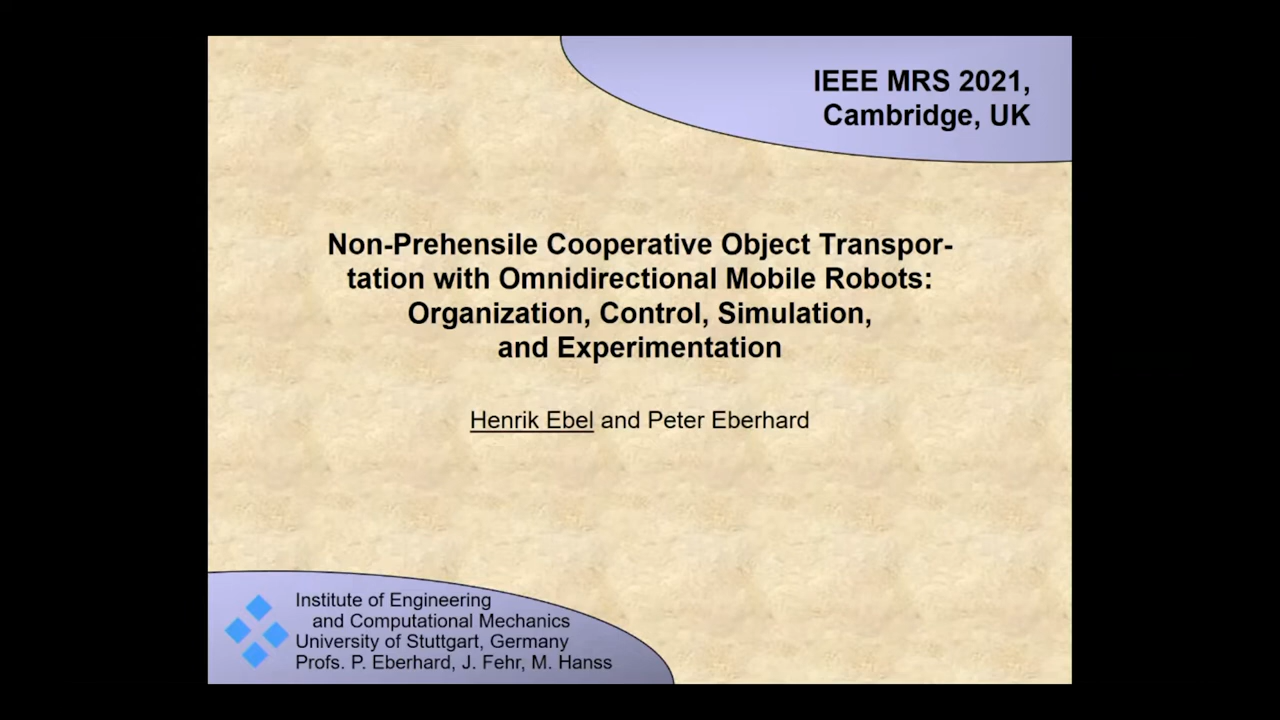 IEEE MRS 2021,
Cambridge, UK
Non-Prehensile Cooperative Object Transpor-
tation with Omnidirectional Mobile Robots:
Organization, Control, Simulation,
and Experimentation
Henrik Ebel and Peter Eberhard
Institute of Engineering
and Computational Mechanics
University of Stuttgart, Germany
Profs. P. Eberhard, J. Fehr, M. Hanss